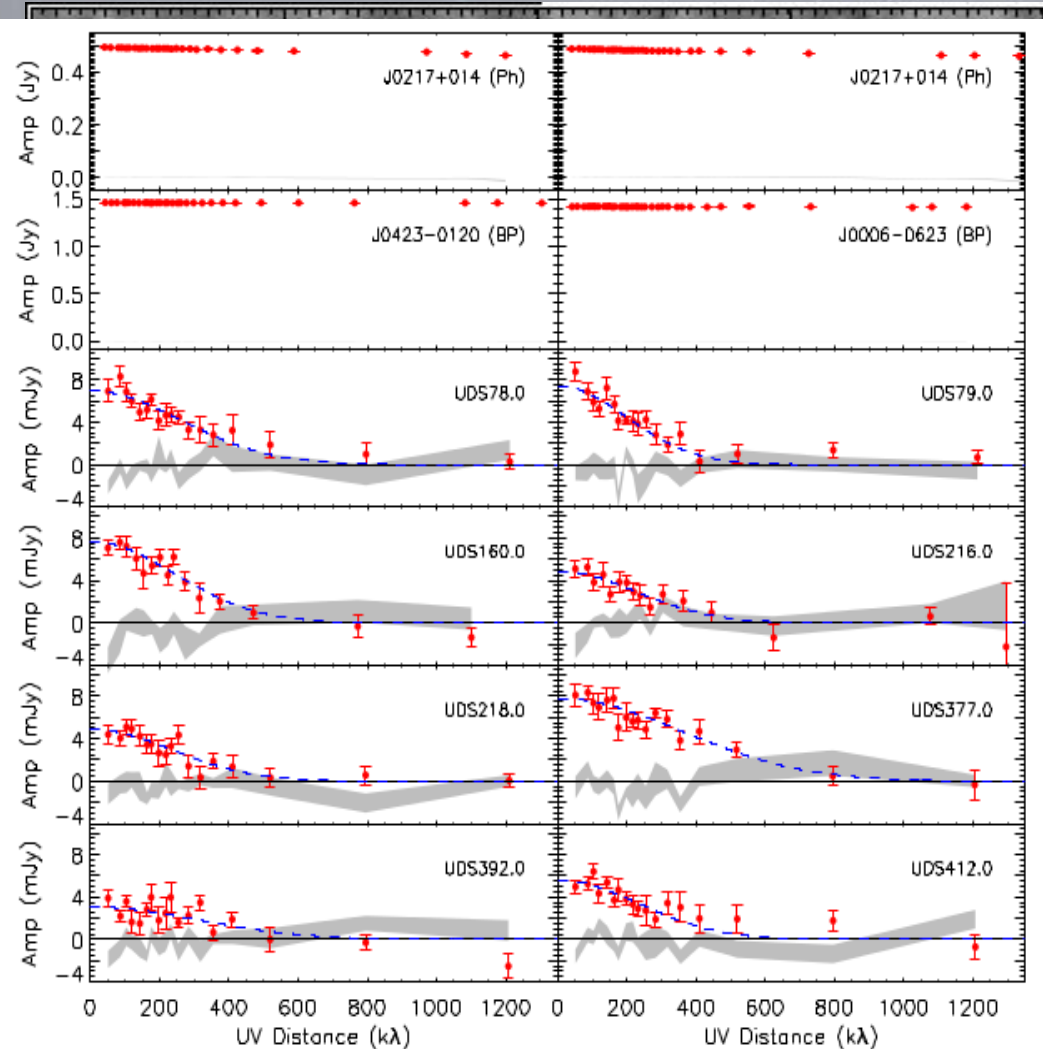 Amp (Jy)
0.4
0.2
0.0
J0217+014 (Ph)
J0217+014 (Ph)
Amp (Jy)
1.5
1.0
0.5
0.0
J0423-0120 (BP)
J0006-0623 (BP)
Amp (mJy)
8
4
0
-4
UDS78.0
UDS79.0
Amp (mJy)
8
4
0
-4
UDS160.0
UDS216.0
Amp (mJy)
8
4
0
-4
UDS218.0
UDS377.0
Amp (mJy)
8
4
0
-4
UDS392.0
UDS412.0
0 200 400 600 800 1000 1200 0 200 400 600 800 1000 1200
UV Distance (kλ) UV Distance (kλ)